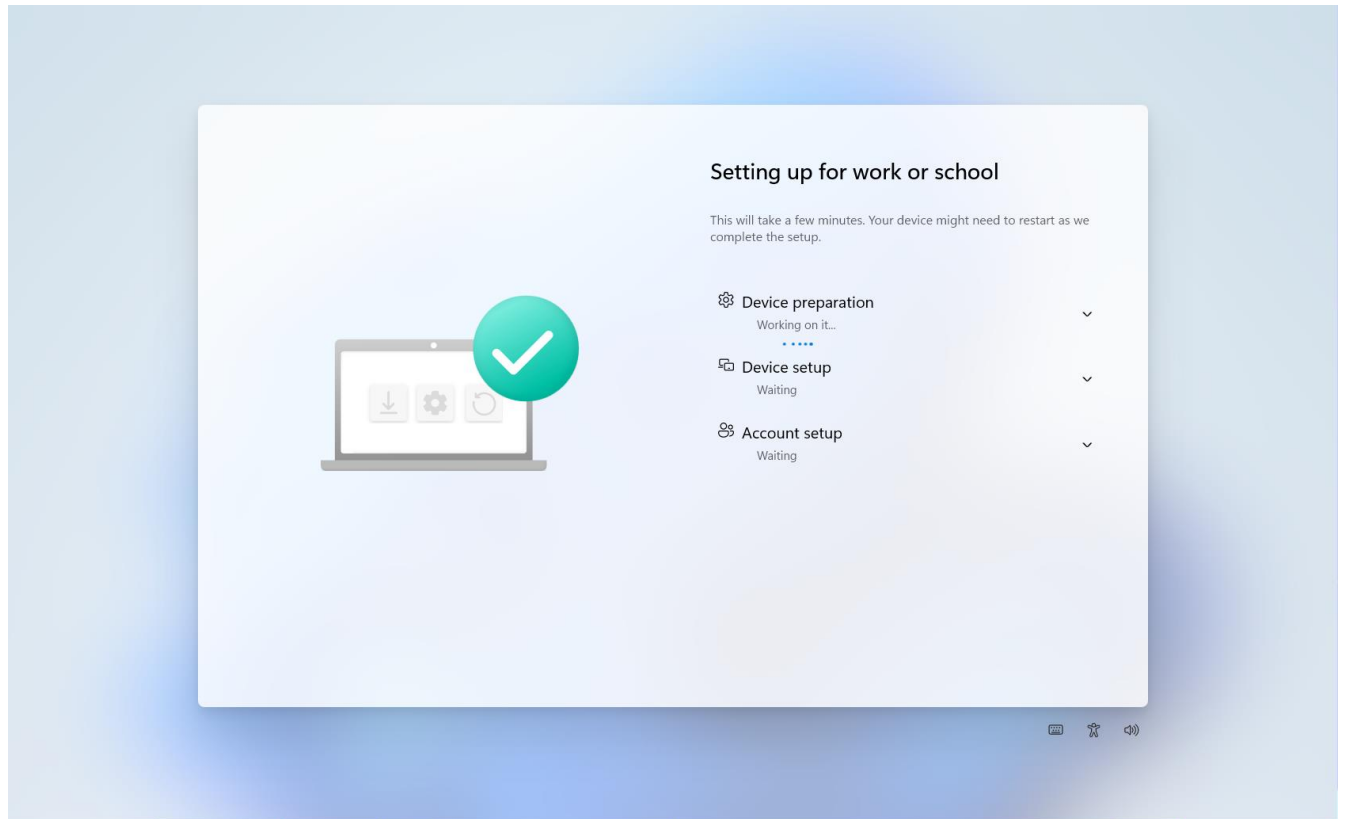 Setting up for work or school
This will take a few minutes. Your device might need to restart as we
complete the setup.
Device preparation
Working on it...
Device setup
Waiting
Account setup
Waiting